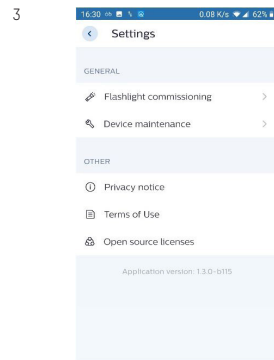 3
16:30 0.08 K/s 62%
Settings
GENERAL
Flashlight commissioning
Device maintenance
OTHER
Privacy notice
Terms of Use
Open source licenses
Application version: 1.3.0-b115